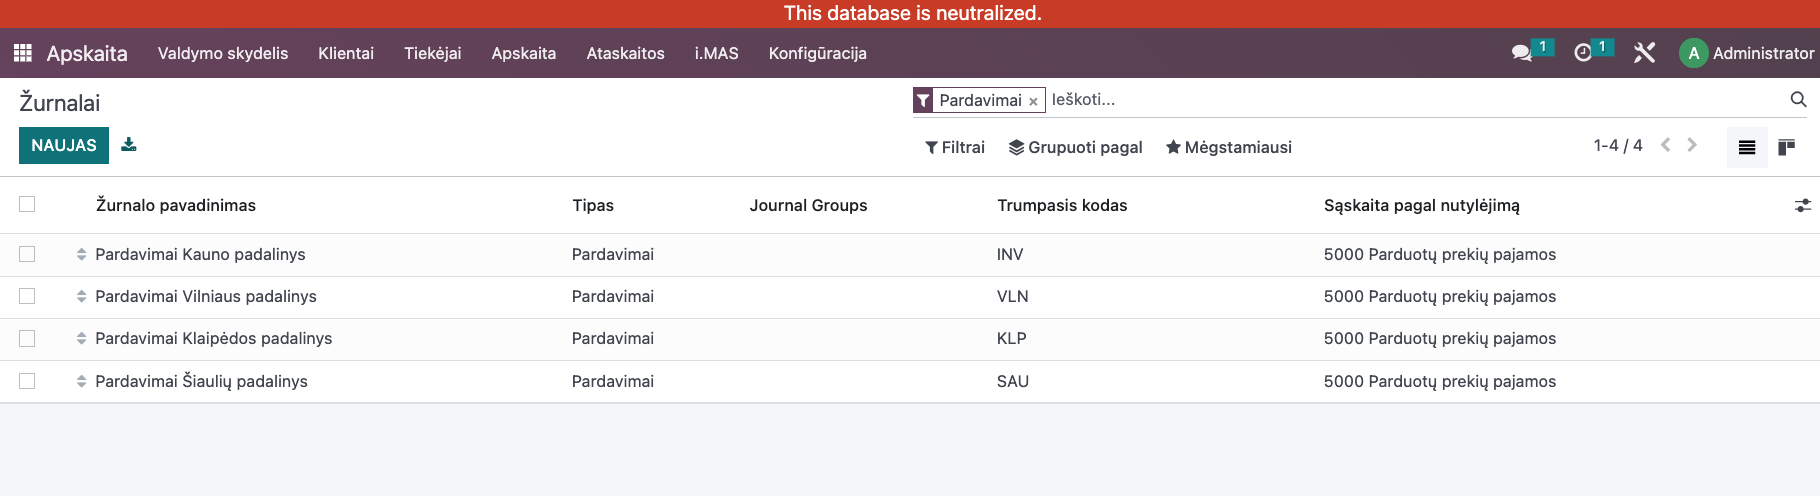 This database is neutralized.
Apskaita Valdymo skydelis Klientai Tiekėjai Apskaita Ataskaitos i.MAS Konfigūracija 1 1 A Administrator
Žurnalai Pardavimai × Ieškoti...
NAUJAS Filtrai Grupuoti pagal Mėgstamiausi 1-4 / 4
Žurnalo pavadinimas Tipas Journal Groups Trumpasis kodas Sąskaita pagal nutylėjimą
Pardavimai Kauno padalinys Pardavimai INV 5000 Parduotų prekių pajamos
Pardavimai Vilniaus padalinys Pardavimai VLN 5000 Parduotų prekių pajamos
Pardavimai Klaipėdos padalinys Pardavimai KLP 5000 Parduotų prekių pajamos
Pardavimai Šiaulių padalinys Pardavimai SAU 5000 Parduotų prekių pajamos